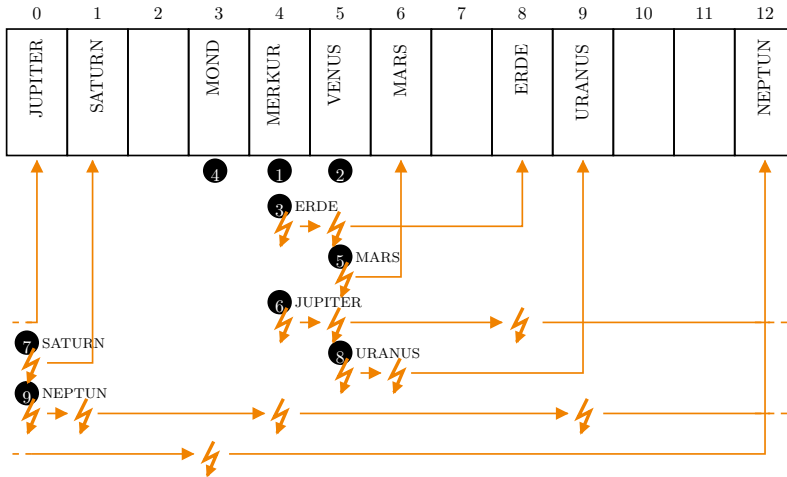 0 1 2 3 4 5 6 7 8 9 10 11 12
JUPITER SATURN MOND MERKUR VENUS MARS ERDE URANUS NEPTUN
4 1 2
3 ERDE
5 MARS
6 JUPITER
7 SATURN
8 URANUS
9 NEPTUN